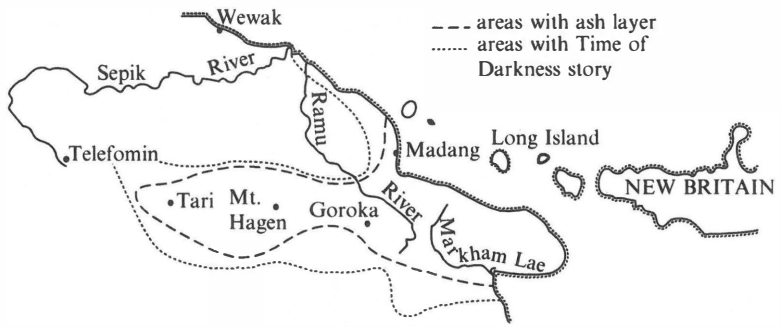 Wewak
areas with ash layer
areas with Time of
Darkness story
Sepik River
Ramu
Long Island
Telefomin
Madang
NEW BRITAIN
Tari
Mt.
Hagen
Goroka
River
Markham
Lae